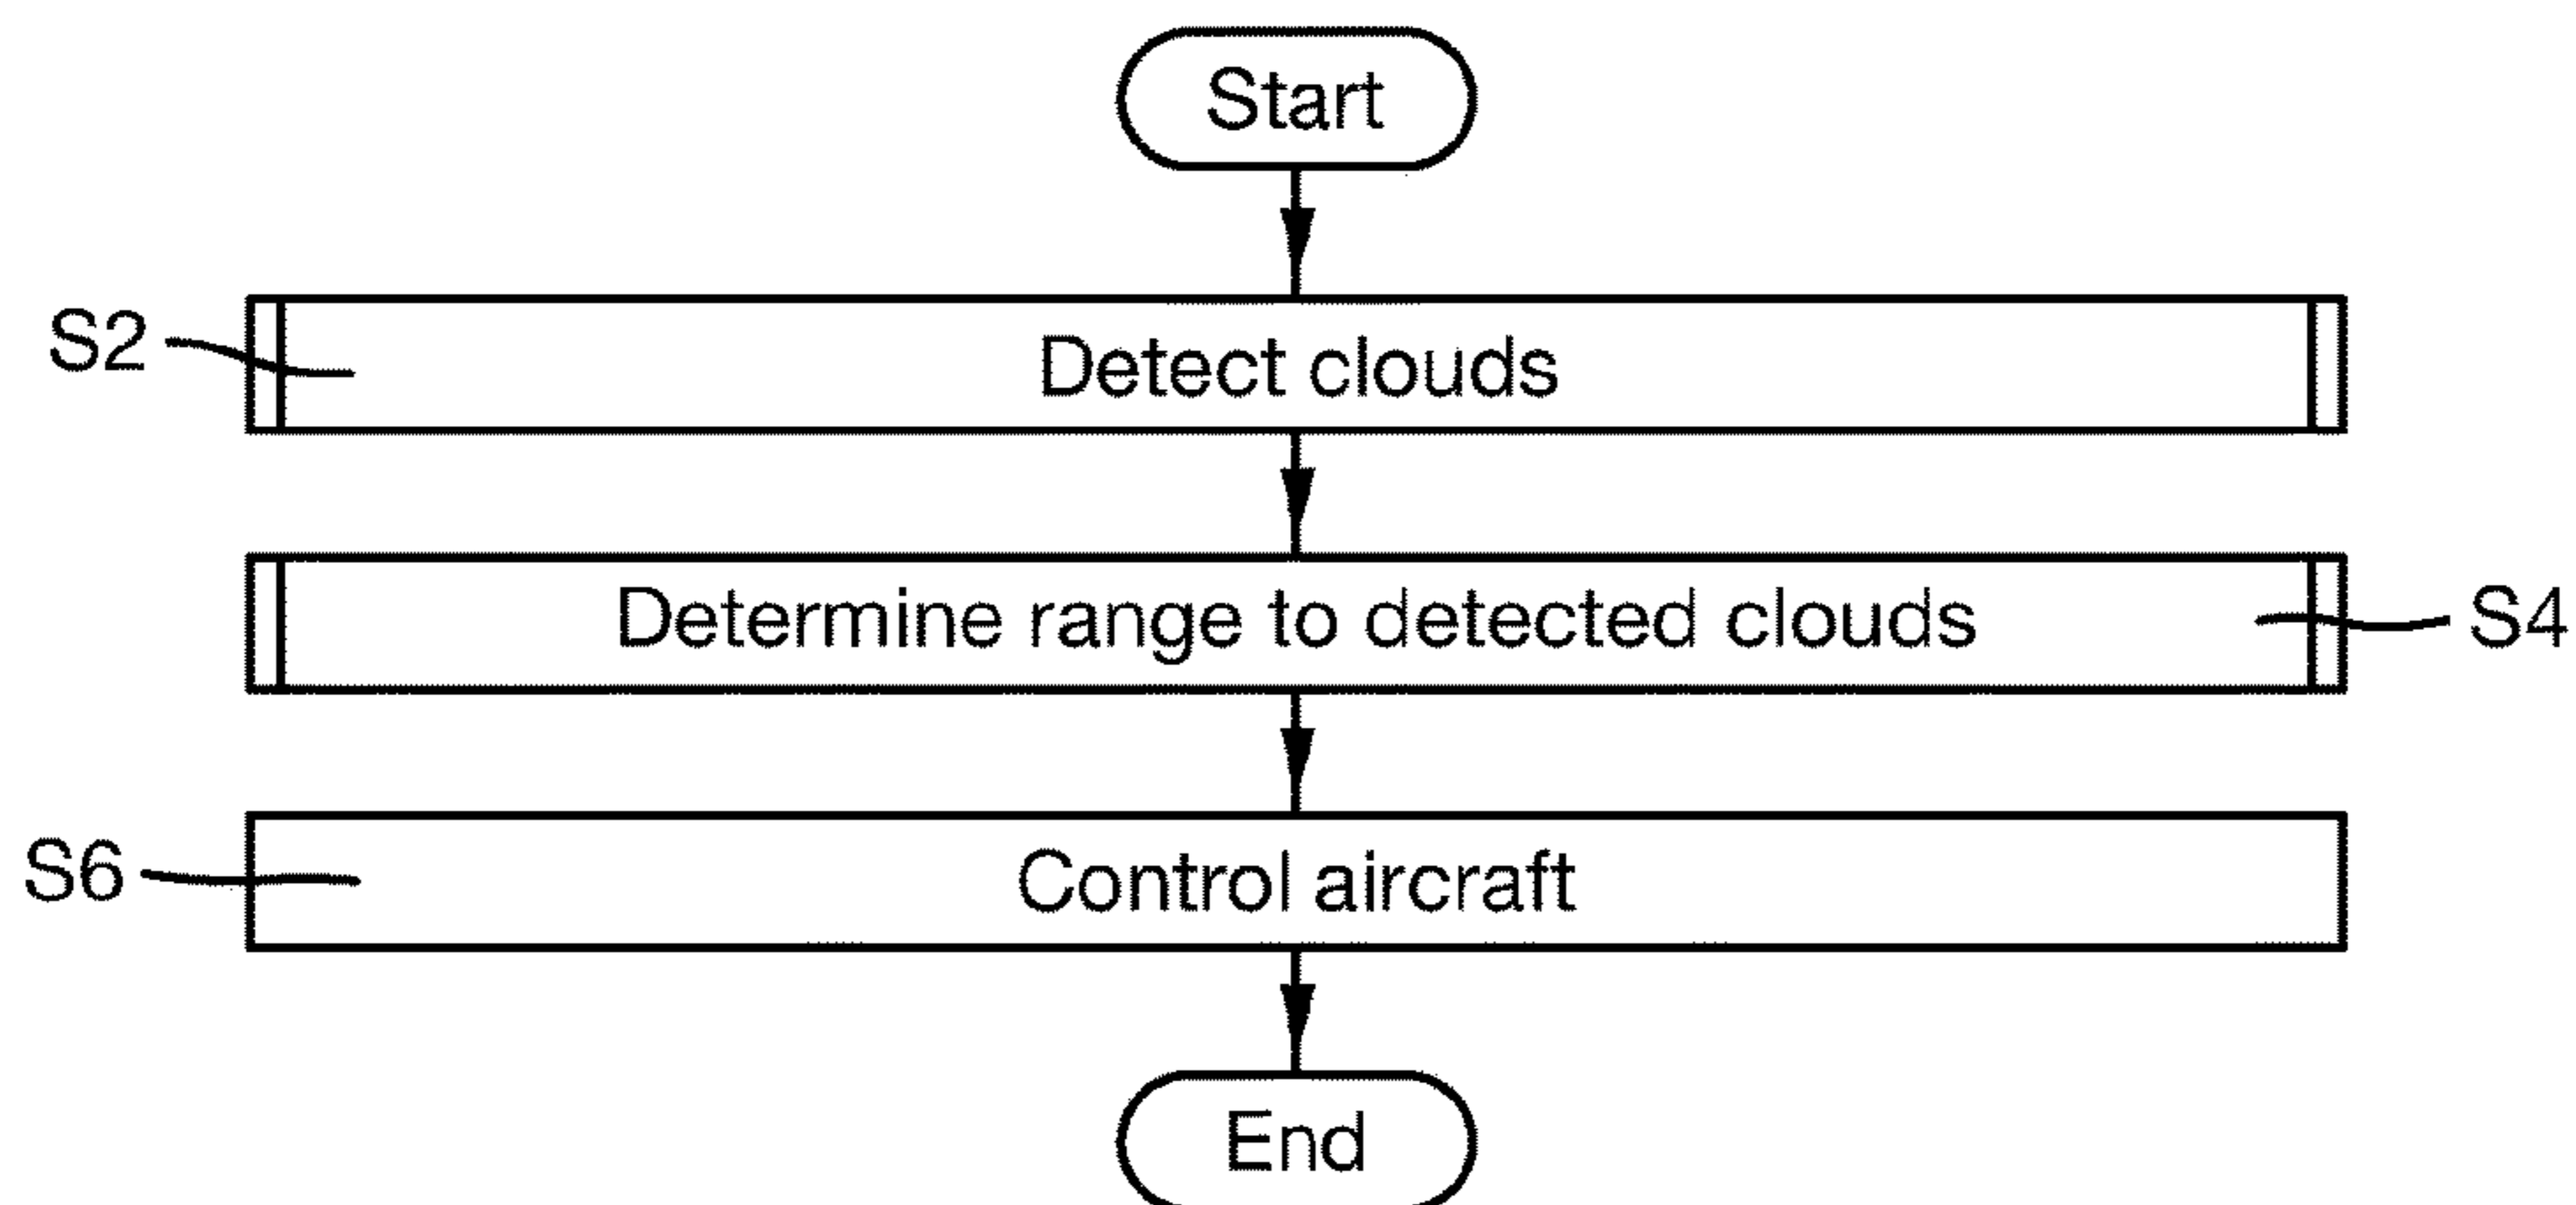 Start
S2
Detect clouds
Determine range to detected clouds
S4
S6
Control aircraft
End